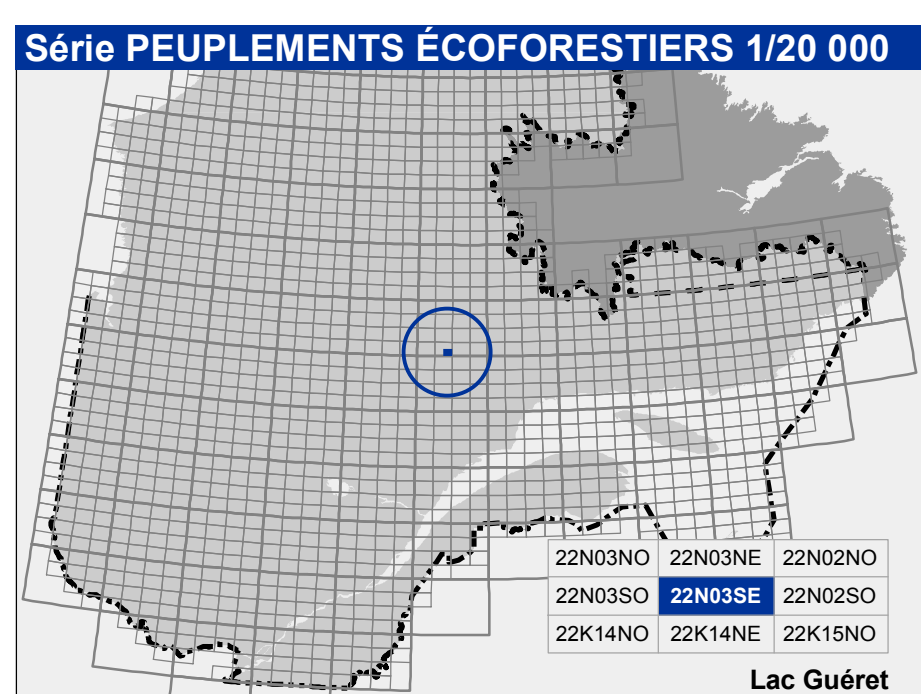 Série PEUPLEMENTS ÉCOFORESTIERS 1/20 000
22N03NO 22N03NE 22N02NO
22N03SO 22N03SE 22N02SO
22K14NO 22K14NE 22K15NO
Lac Guéret